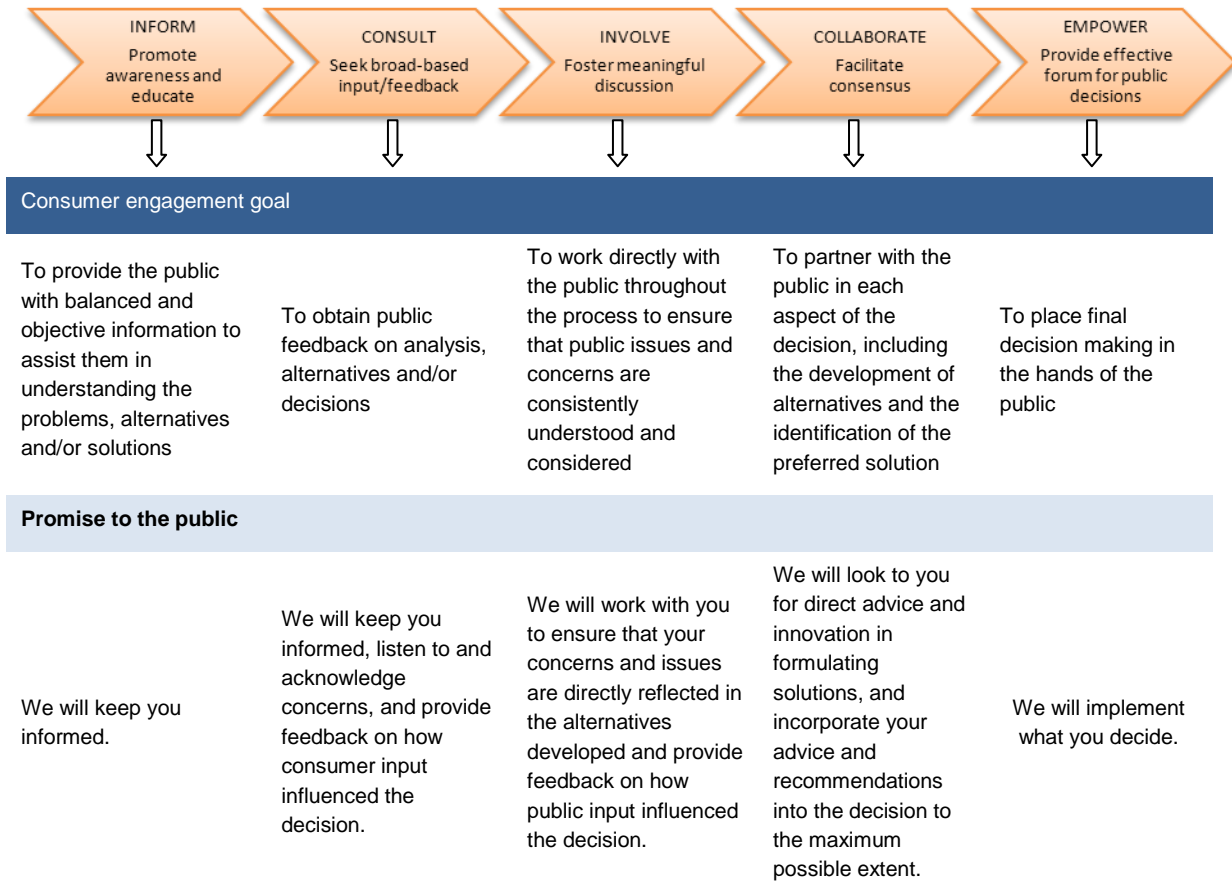 INFORM
Promote
awareness and
educate
CONSULT
Seek broad-based
input/feedback
INVOLVE
Foster meaningful
discussion
COLLABORATE
Facilitate
consensus
EMPOWER
Provide effective
forum for public
decisions
Consumer engagement goal
To provide the public
with balanced and
objective information to
assist them in
understanding the
problems, alternatives
and/or solutions
To obtain public
feedback on analysis,
alternatives and/or
decisions
To work directly with
the public throughout
the process to ensure
that public issues and
concerns are
consistently
understood and
considered
To partner with the
public in each
aspect of the
decision, including
the development of
alternatives and the
identification of the
preferred solution
To place final
decision making in
the hands of the
public
Promise to the public
We will keep you
informed.
We will keep you
informed, listen to and
acknowledge
concerns, and provide
feedback on how
consumer input
influenced the
decision.
We will work with you
to ensure that your
concerns and issues
are directly reflected in
the alternatives
developed and provide
feedback on how
public input influenced
the decision.
We will look to you
for direct advice and
innovation in
formulating
solutions, and
incorporate your
advice and
recommendations
into the decision to
the maximum
possible extent.
We will implement
what you decide.